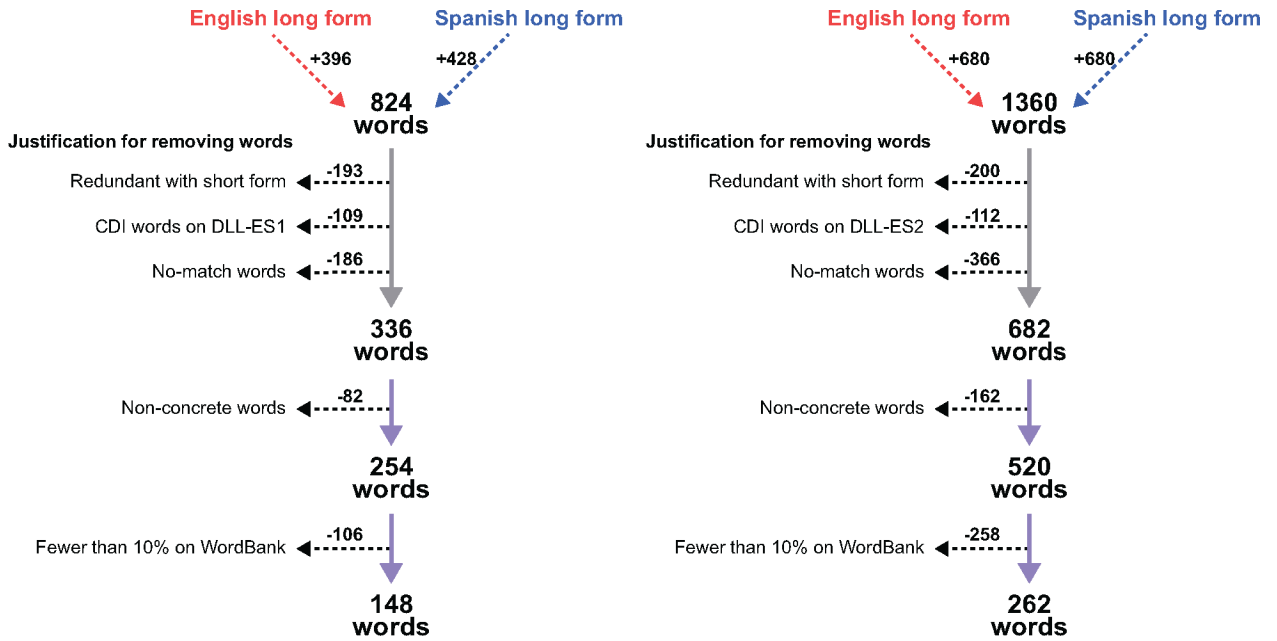 English long form
Spanish long form
+396
+428
824
words
Justification for removing words
Redundant with short form
-193
CDI words on DLL-ES1
-109
No-match words
-186
336
words
Non-concrete words
-82
254
words
Fewer than 10% on WordBank
-106
148
words
English long form
Spanish long form
+680
+680
1360
words
Justification for removing words
Redundant with short form
-200
CDI words on DLL-ES2
-112
No-match words
-366
682
words
Non-concrete words
-162
520
words
Fewer than 10% on WordBank
-258
262
words